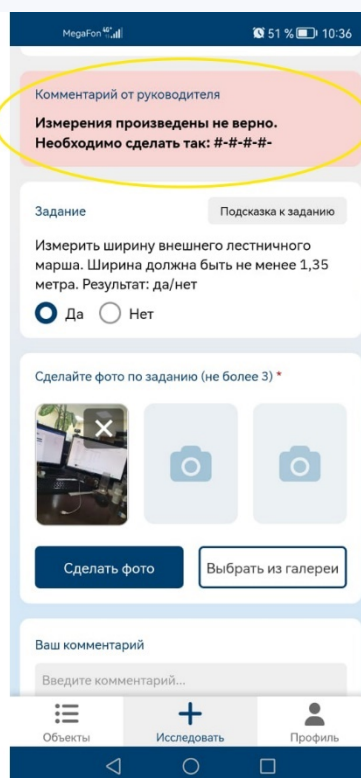 MegaFon 4G 51 % 10:36
Комментарий от руководителя
Измерения произведены не верно.
Необходимо сделать так: #-#-#-#-
Задание
Подсказка к заданию
Измерить ширину внешнего лестничного
марша. Ширина должна быть не менее 1,35
метра. Результат: да/нет
Да Нет
Сделайте фото по заданию (не более 3) *
Сделать фото
Выбрать из галереи
Ваш комментарий
Введите комментарий...
Объекты Исследовать Профиль